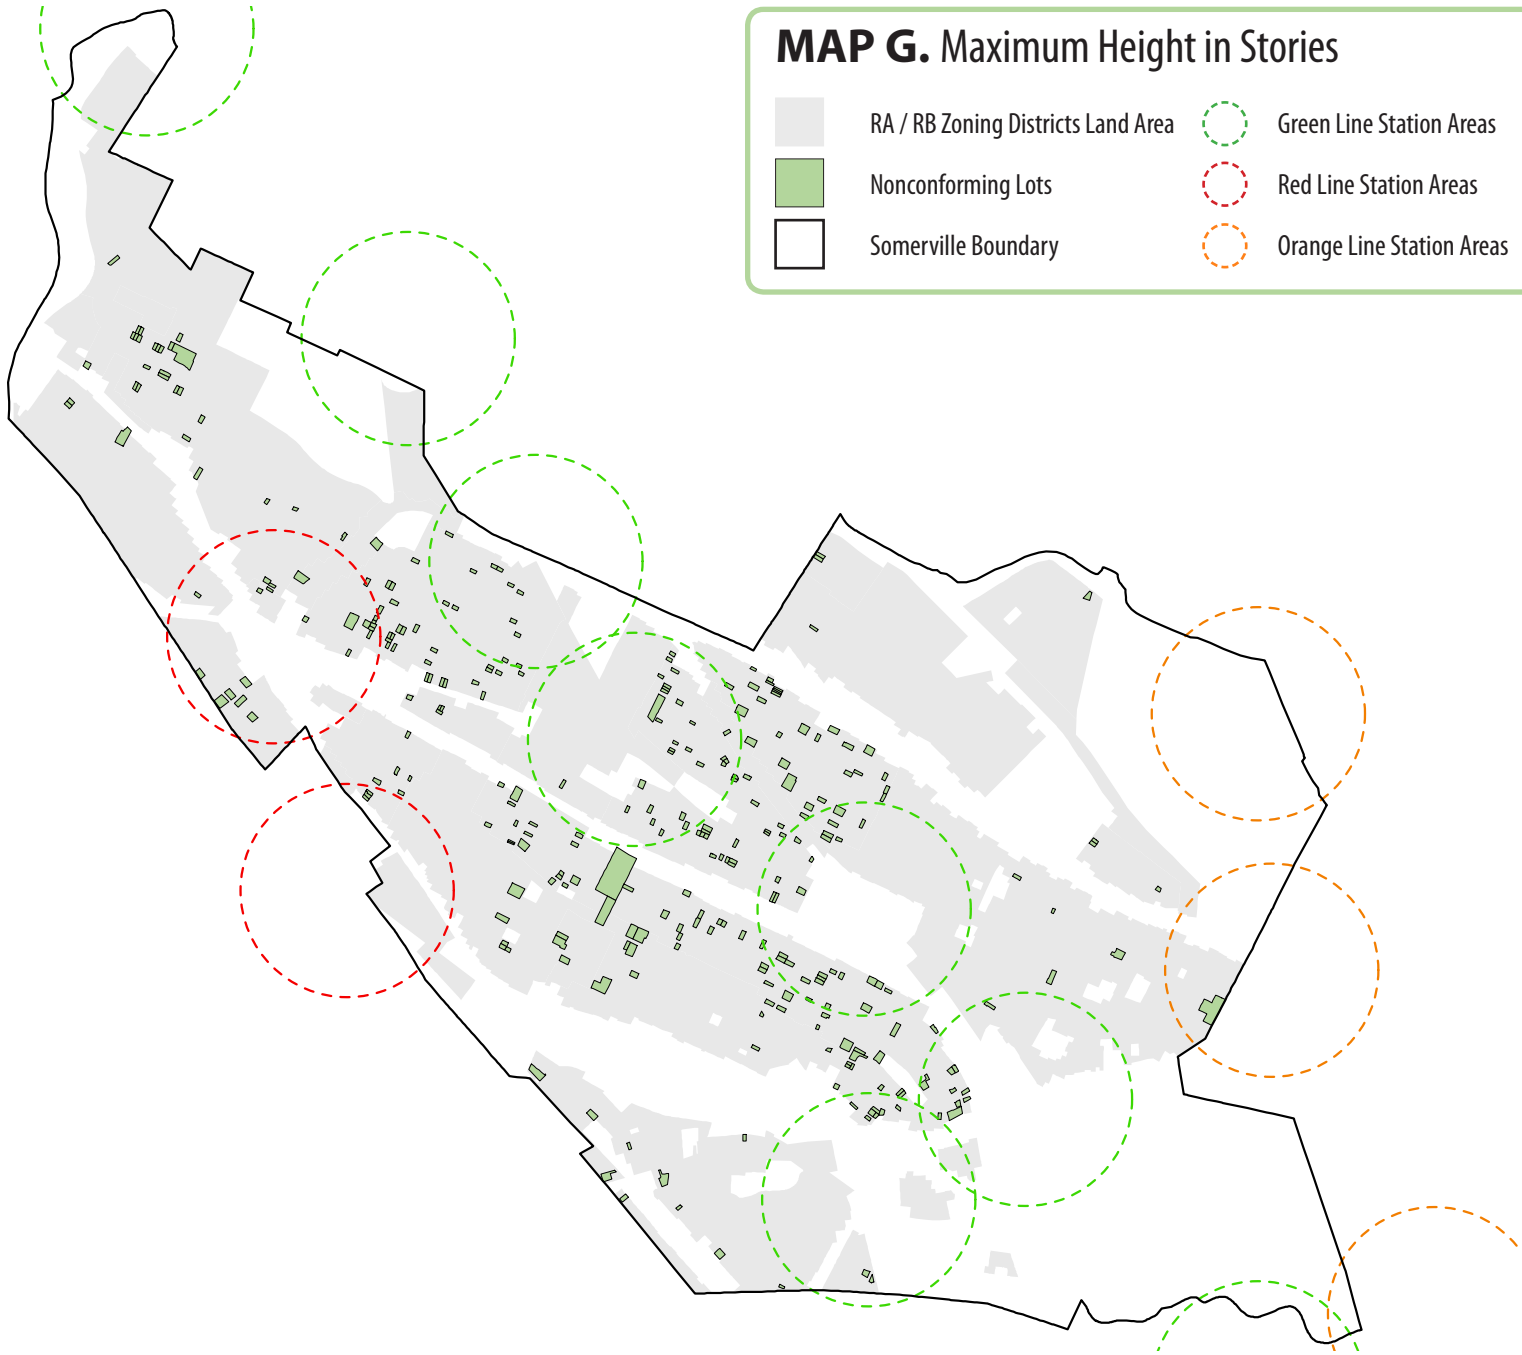 MAP G. Maximum Height in Stories
RA / RB Zoning Districts Land Area
Green Line Station Areas
Nonconforming Lots
Red Line Station Areas
Somerville Boundary
Orange Line Station Areas